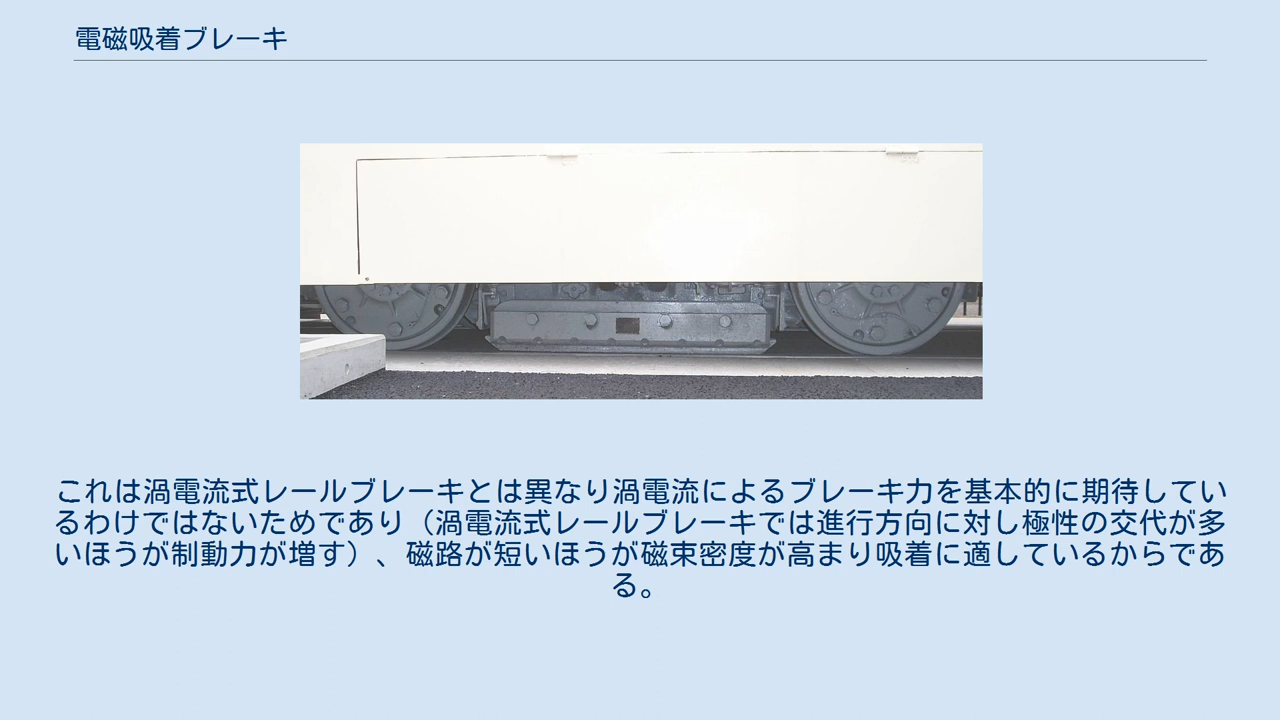 電磁吸着ブレーキ
これは渦電流式レールブレーキとは異なり渦電流によるブレーキ力を基本的に期待してい
るわけではないためであり（渦電流式レールブレーキでは進行方向に対し極性の交代が多
いほうが制動力が増す）、磁路が短いほうが磁束密度が高まり吸着に適しているからであ
る。